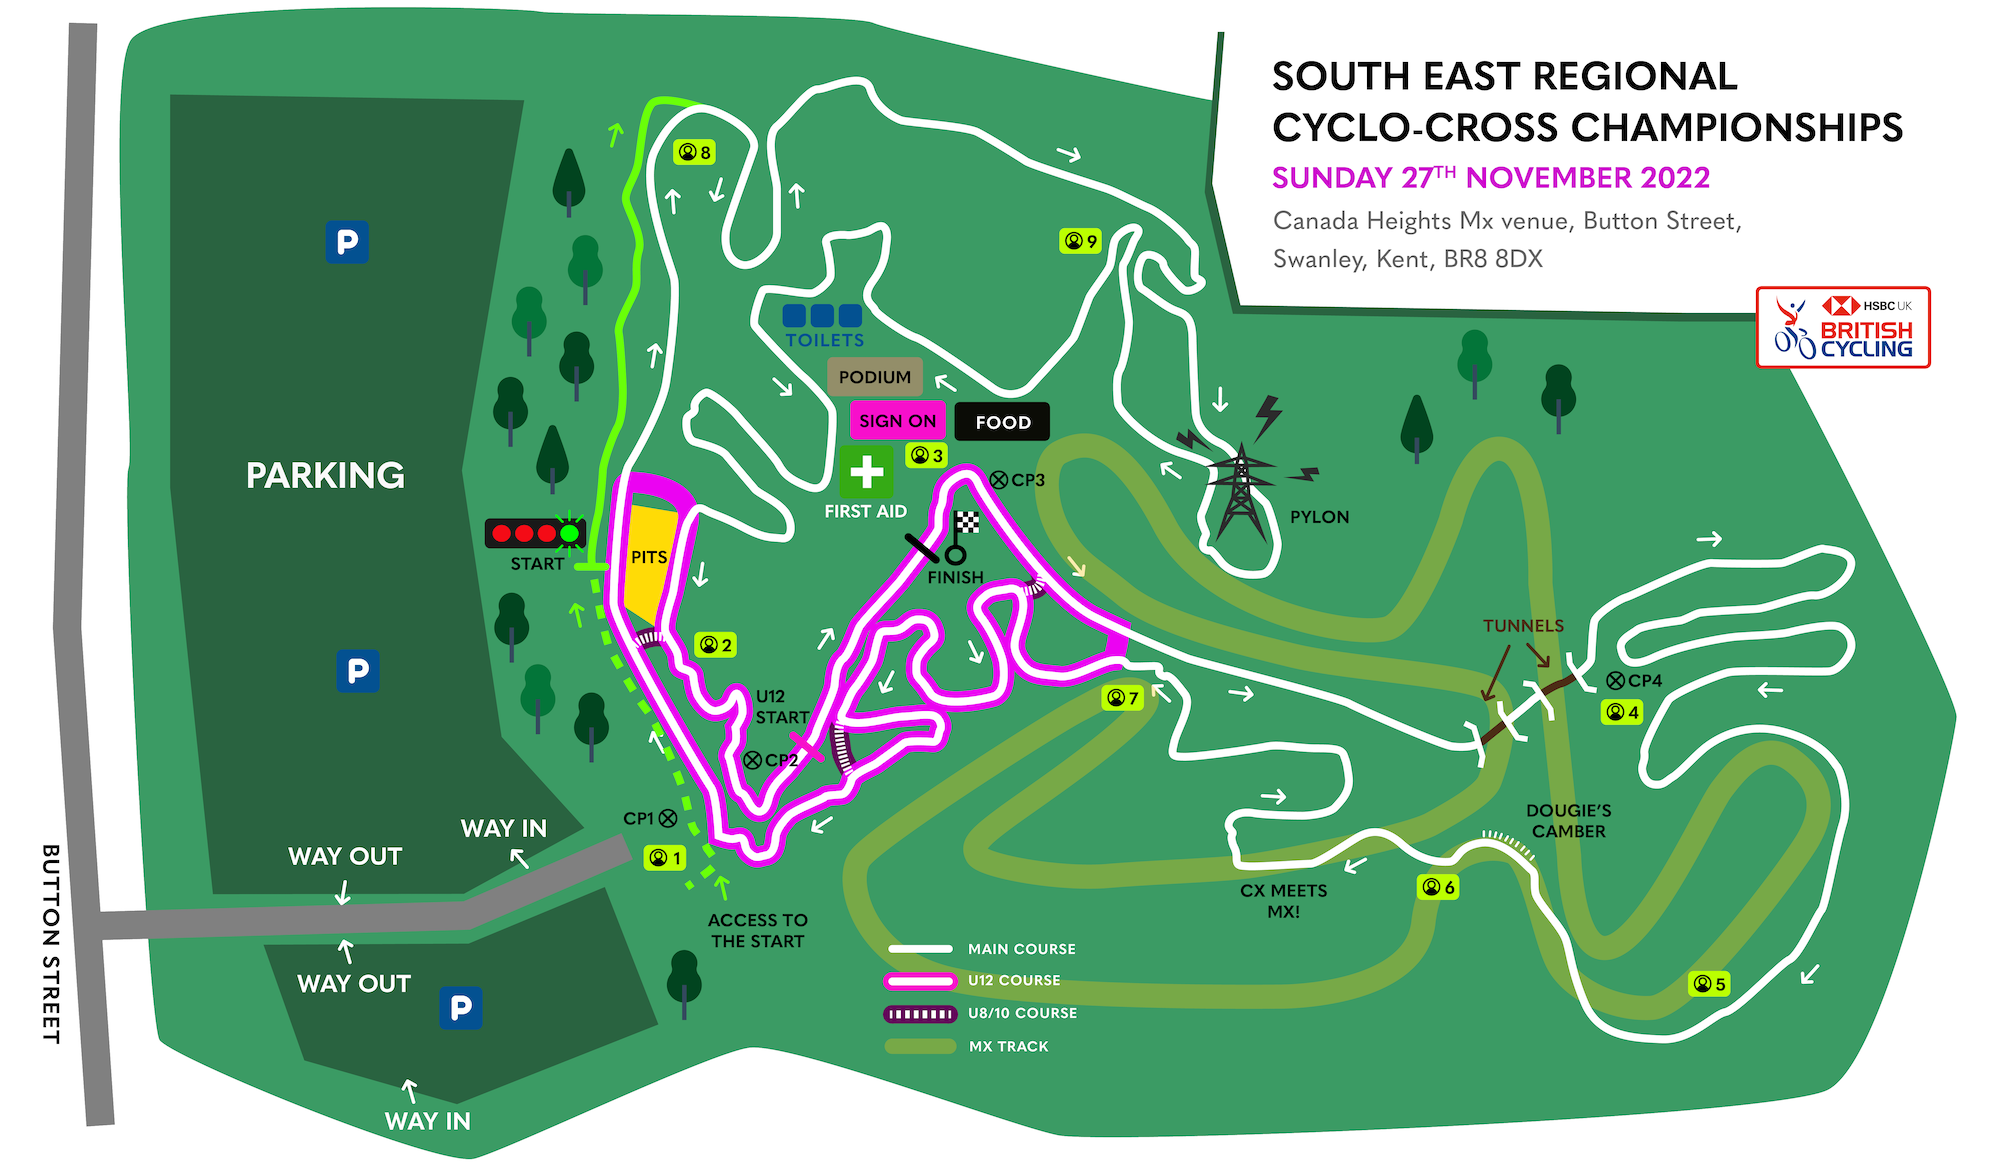 SOUTH EAST REGIONAL
CYCLO-CROSS CHAMPIONSHIPS
SUNDAY 27TH NOVEMBER 2022
Canada Heights Mx venue, Button Street,
Swanley, Kent, BR8 8DX
HSBC UK
BRITISH
CYCLING
8
P
9
TOILETS
PODIUM
SIGN ON
FOOD
3
PARKING
CP3
FIRST AID
PYLON
START
PITS
FINISH
TUNNELS
2
P
CP4
U12
START
7
4
CP2
CP1
DOUGIE'S
CAMBER
WAY IN
WAY OUT
1
6
CX MEETS
MX!
BUTTON STREET
ACCESS TO
THE START
WAY OUT
5
P
MAIN COURSE
U12 COURSE
U8/10 COURSE
MX TRACK
WAY IN